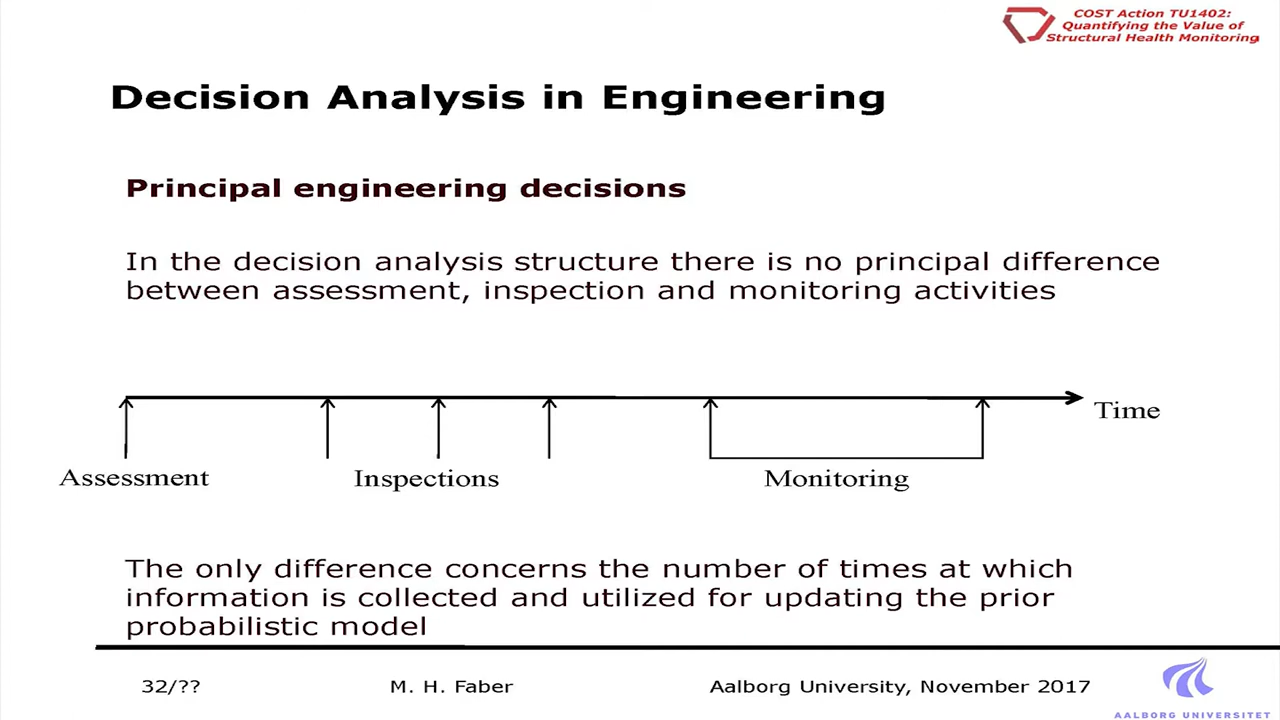 COST Action TU1402:
Quantifying the Value of
Structural Health Monitoring
Decision Analysis in Engineering
Principal engineering decisions
In the decision analysis structure there is no principal difference
between assessment, inspection and monitoring activities
Time
Assessment
Inspections
Monitoring
The only difference concerns the number of times at which
information is collected and utilized for updating the prior
probabilistic model
32/??
M. H. Faber
Aalborg University, November 2017
AALBORG UNIVERSITET